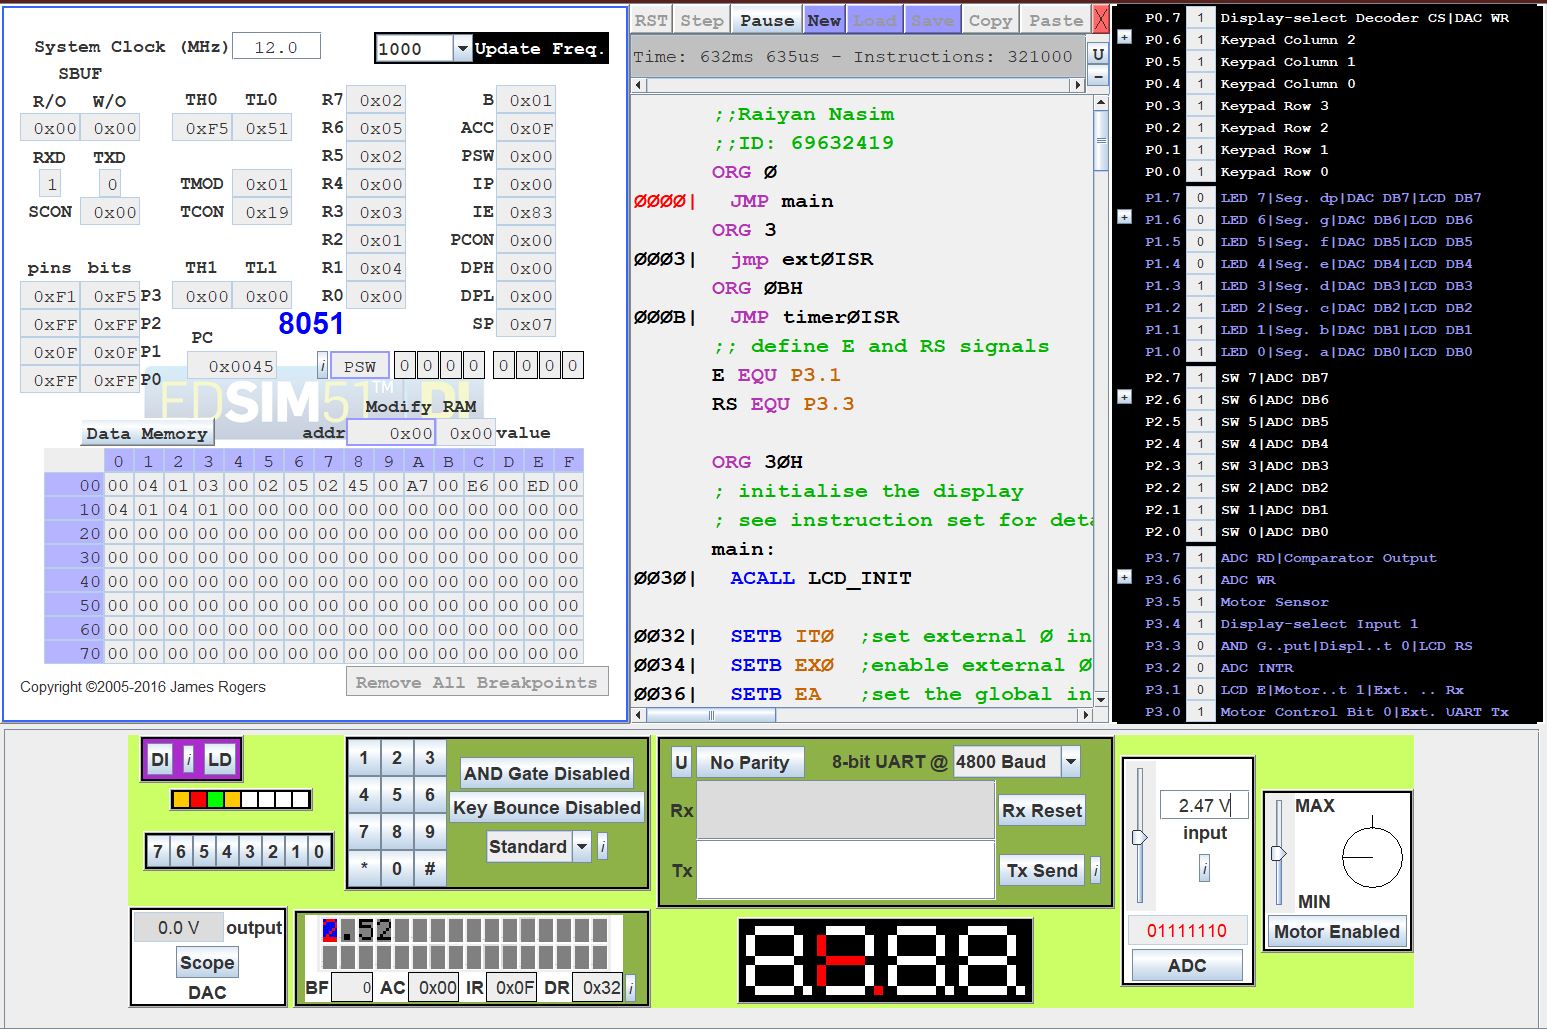 System Clock (MHz) 12.0 1000 Update Freq.
SBUF
R/O W/O TH0 TL0 R7 0x02 B 0x01
0x00 0x00 0xF5 0x51 R6 0x05 ACC 0x0F
RXD TXD R5 0x02 PSW 0x00
1 0 TMOD 0x01 R4 0x00 IP 0x00
SCON 0x00 TCON 0x19 R3 0x03 IE 0x83
R2 0x01 PCON 0x00
pins bits TH1 TL1 R1 0x04 DPH 0x00
0xF1 0xF5 P3 0x00 0x00 R0 0x00 DPL 0x00
0xFF 0xFF P2 8051 SP 0x07
PC
0x0F 0x0F P1 0x0045 i PSW 0 0 0 0 0 0 0 0
0xFF 0xFF P0
EDSIM51™ DI
Modify RAM
Data Memory addr 0x00 0x00 value
0 1 2 3 4 5 6 7 8 9 A B C D E F
00 00 04 01 03 00 02 05 02 45 00 A7 00 E6 00 ED 00
10 04 01 04 01 00 00 00 00 00 00 00 00 00 00 00 00
20 00 00 00 00 00 00 00 00 00 00 00 00 00 00 00 00
30 00 00 00 00 00 00 00 00 00 00 00 00 00 00 00 00
40 00 00 00 00 00 00 00 00 00 00 00 00 00 00 00 00
50 00 00 00 00 00 00 00 00 00 00 00 00 00 00 00 00
60 00 00 00 00 00 00 00 00 00 00 00 00 00 00 00 00
70 00 00 00 00 00 00 00 00 00 00 00 00 00 00 00 00
Copyright ©2005-2016 James Rogers Remove All Breakpoints
RST Step Pause New Load Save Copy Paste X
Time: 632ms 635us - Instructions: 321000 U
-
;;Raiyan Nasim
;;ID: 69632419
ORG 0
0000| JMP main
ORG 3
0003| jmp ext0ISR
ORG 0BH
000B| JMP timer0ISR
;; define E and RS signals
E EQU P3.1
RS EQU P3.3
ORG 30H
; initialise the display
; see instruction set for deta
main:
0030| ACALL LCD_INIT
0032| SETB IT0 ;set external 0 in
0034| SETB EX0 ;enable external 0
0036| SETB EA ;set the global in
P0.7 1 Display-select Decoder CS|DAC WR
+ P0.6 1 Keypad Column 2
P0.5 1 Keypad Column 1
P0.4 1 Keypad Column 0
P0.3 1 Keypad Row 3
P0.2 1 Keypad Row 2
P0.1 1 Keypad Row 1
P0.0 1 Keypad Row 0
P1.7 0 LED 7|Seg. dp|DAC DB7|LCD DB7
+ P1.6 0 LED 6|Seg. g|DAC DB6|LCD DB6
P1.5 0 LED 5|Seg. f|DAC DB5|LCD DB5
P1.4 0 LED 4|Seg. e|DAC DB4|LCD DB4
P1.3 1 LED 3|Seg. d|DAC DB3|LCD DB3
P1.2 1 LED 2|Seg. c|DAC DB2|LCD DB2
P1.1 1 LED 1|Seg. b|DAC DB1|LCD DB1
P1.0 1 LED 0|Seg. a|DAC DB0|LCD DB0
P2.7 1 SW 7|ADC DB7
+ P2.6 1 SW 6|ADC DB6
P2.5 1 SW 5|ADC DB5
P2.4 1 SW 4|ADC DB4
P2.3 1 SW 3|ADC DB3
P2.2 1 SW 2|ADC DB2
P2.1 1 SW 1|ADC DB1
P2.0 1 SW 0|ADC DB0
P3.7 1 ADC RD|Comparator Output
+ P3.6 1 ADC WR
P3.5 1 Motor Sensor
P3.4 1 Display-select Input 1
P3.3 0 AND G..put|Displ..t 0|LCD RS
P3.2 0 ADC INTR
P3.1 0 LCD E|Motor..t 1|Ext. .. Rx
P3.0 1 Motor Control Bit 0|Ext. UART Tx
DI i LD
7 6 5 4 3 2 1 0
1 2 3
4 5 6
7 8 9
* 0 #
AND Gate Disabled
Key Bounce Disabled
Standard i
U No Parity 8-bit UART @ 4800 Baud
Rx Rx Reset
Tx Tx Send i
2.47 V
input
i
01111110
ADC
MAX
MIN
Motor Enabled
0.0 V output
Scope
DAC
2.52
BF 0 AC 0x00 IR 0x0F DR 0x32 i